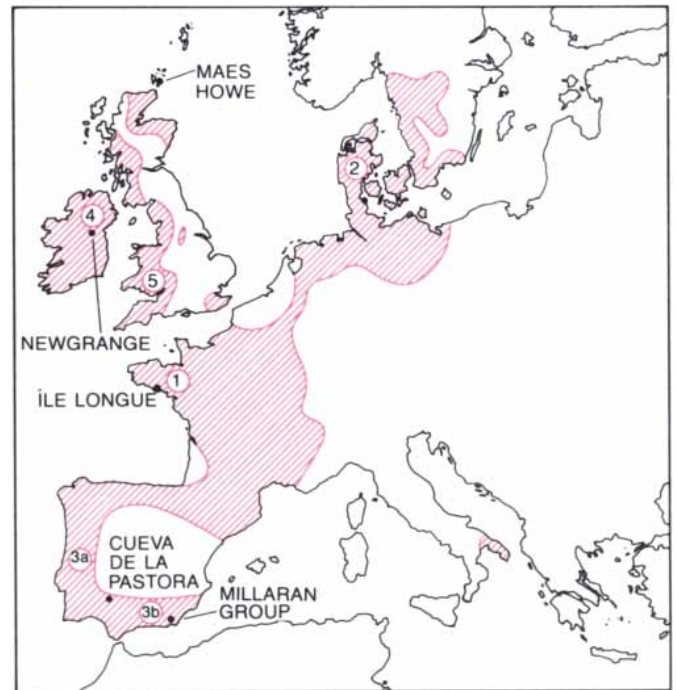 MAES
HOWE
2
4
5
NEWGRANGE
1
ÎLE LONGUE
3a
CUEVA
DE LA
PASTORA
3b
MILLARAN
GROUP